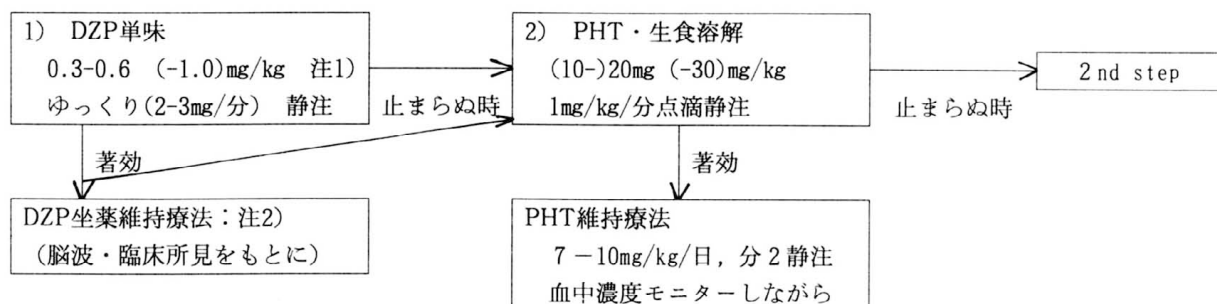 1) DZP単味
0.3-0.6 (-1.0)mg/kg 注1)
ゆっくり(2-3mg/分) 静注
止まらぬ時
2) PHT・生食溶解
(10-)20mg (-30)mg/kg
1mg/kg/分点滴静注
止まらぬ時
2nd step
著効
著効
DZP坐薬維持療法：注2)
(脳波・臨床所見をもとに)
PHT維持療法
7－10mg/kg/日，分2静注
血中濃度モニターしながら